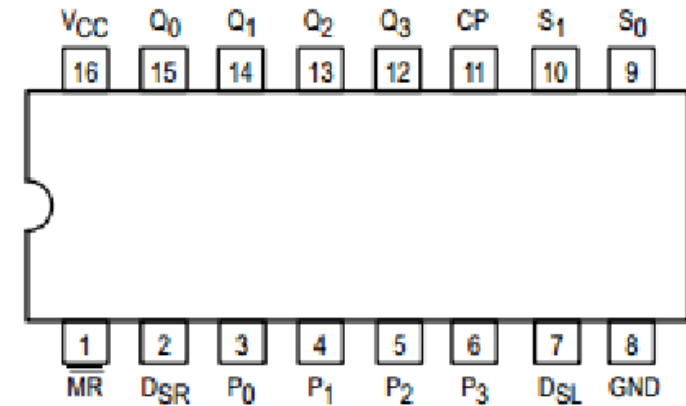 VCC Q0 Q1 Q2 Q3 CP S1 S0
16 15 14 13 12 11 10 9
1 2 3 4 5 6 7 8
MR DSR P0 P1 P2 P3 DSL GND